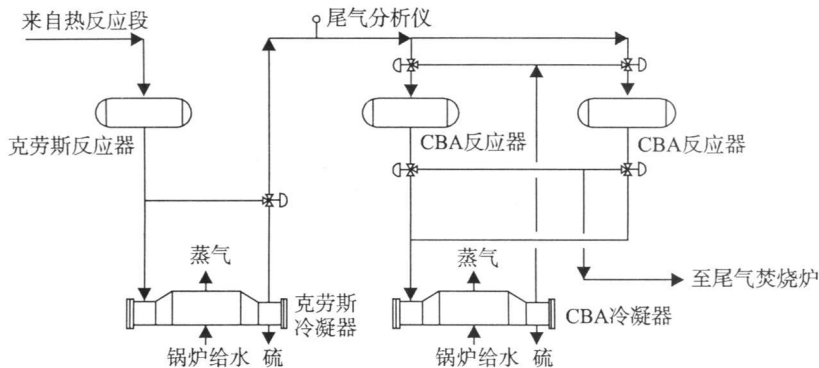 来自热反应段
尾气分析仪
克劳斯反应器
CBA反应器
CBA反应器
蒸气
蒸气
至尾气焚烧炉
克劳斯
冷凝器
CBA冷凝器
锅炉给水
硫
锅炉给水
硫